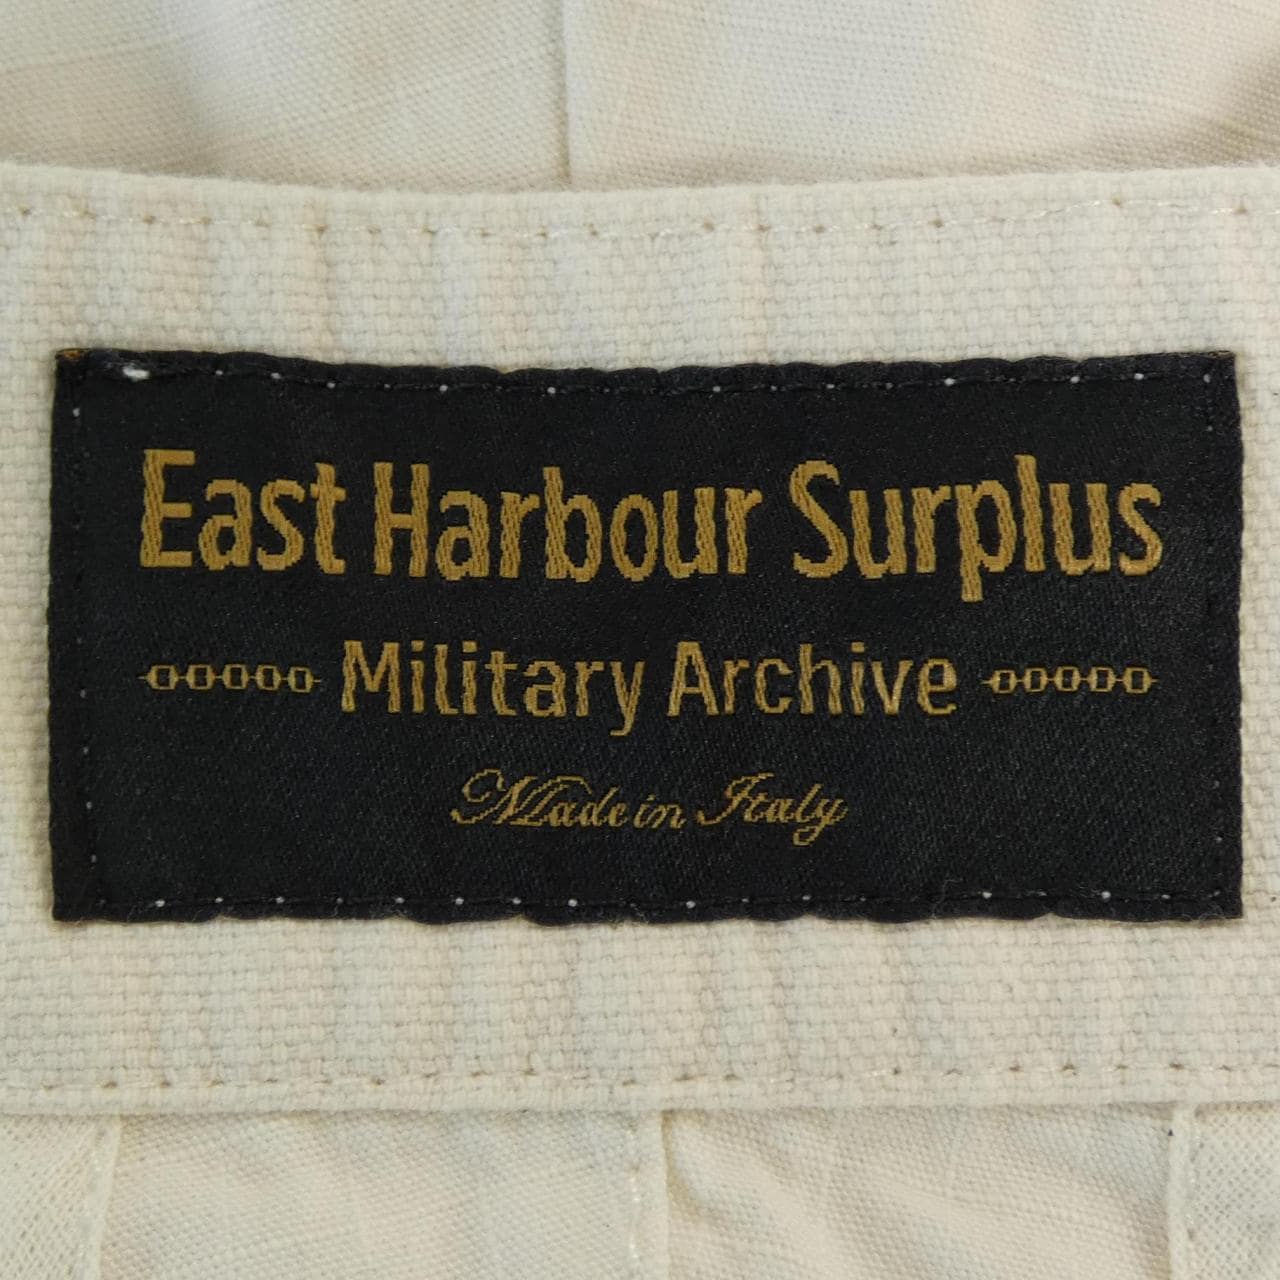 East Harbour Surplus
Military Archive
Made in Italy